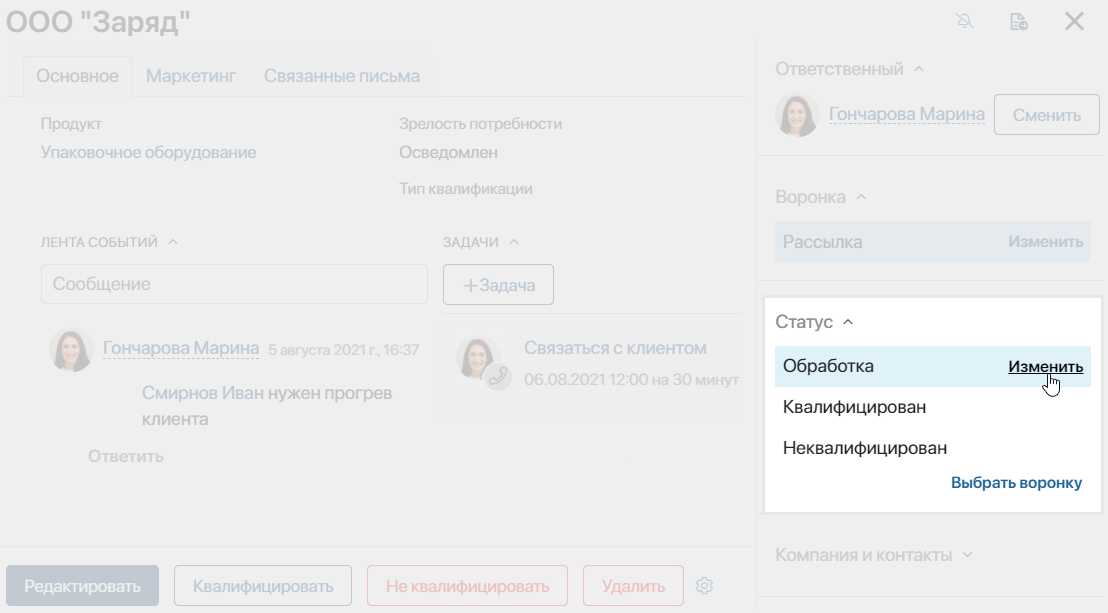 ООО "Заряд"
Основное
Маркетинг
Связанные письма
Продукт
Упаковочное оборудование
Зрелость потребности
Осведомлен
Тип квалификации
ЛЕНТА СОБЫТИЙ
Сообщение
Гончарова Марина 5 августа 2021 г., 16:37
Смирнов Иван нужен прогрев
клиента
Ответить
ЗАДАЧИ
+Задача
Связаться с клиентом
06.08.2021 12:00 на 30 минут
Редактировать
Квалифицировать
Не квалифицировать
Удалить
Ответственный
Гончарова Марина
Сменить
Воронка
Рассылка Изменить
Статус
Обработка Изменить
Квалифицирован
Неквалифицирован
Выбрать воронку
Компания и контакты